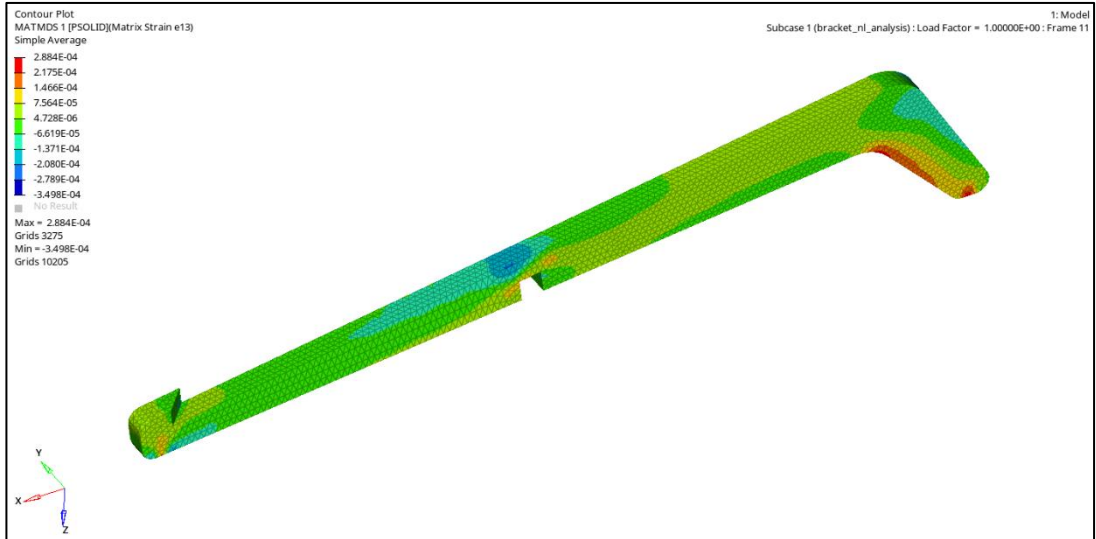 Contour Plot
MATMDS 1 [PSOLID](Matrix Strain e13)
Simple Average
2.884E-04
2.175E-04
1.466E-04
7.564E-05
4.728E-06
-6.619E-05
-1.371E-04
-2.080E-04
-2.789E-04
-3.498E-04
No Result
Max = 2.884E-04
Grids 3275
Min = -3.498E-04
Grids 10205
1: Model
Subcase 1 (bracket_nl_analysis) : Load Factor = 1.00000E+00 : Frame 11
Y
X
Z